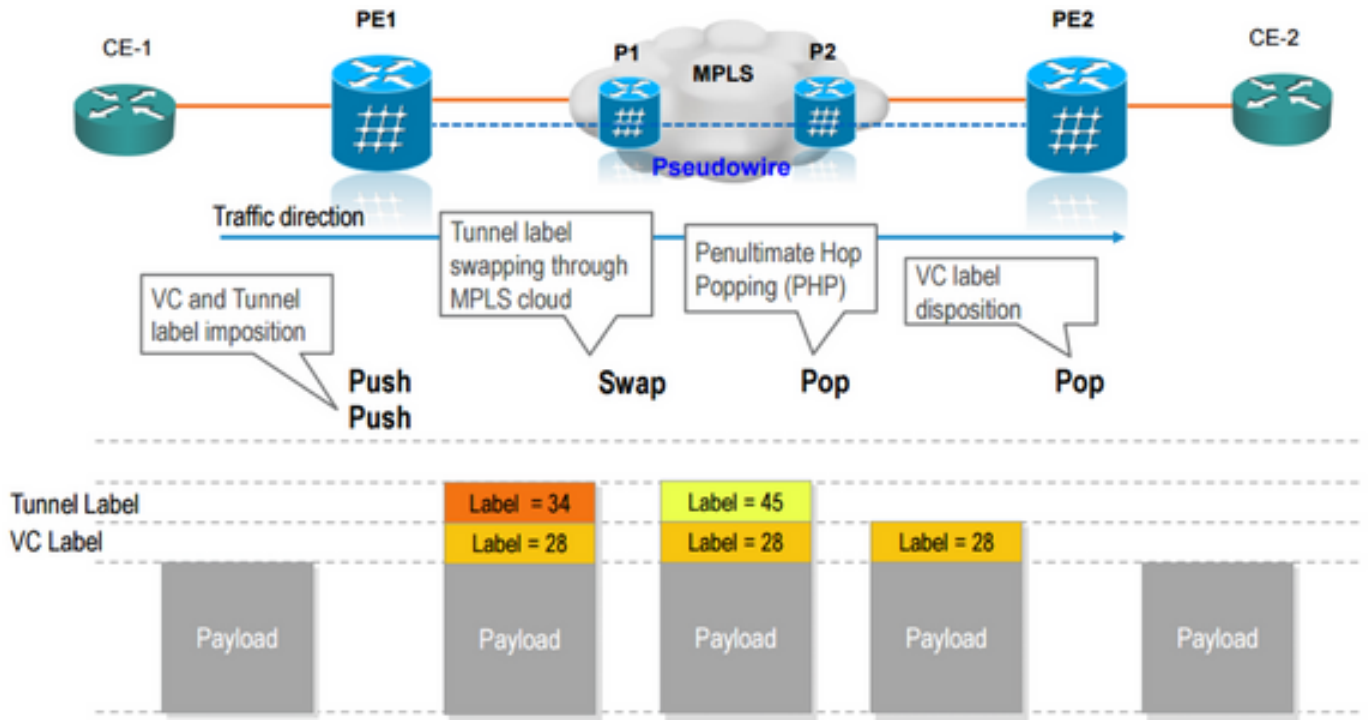 CE-1
PE1
P1
MPLS
P2
PE2
CE-2
Pseudowire
Traffic direction
VC and Tunnel
label imposition
Tunnel label
swapping through
MPLS cloud
Penultimate Hop
Popping (PHP)
VC label
disposition
Push
Push
Swap
Pop
Pop
Tunnel Label
Label = 34
Label = 45
VC Label
Label = 28
Label = 28
Label = 28
Payload
Payload
Payload
Payload
Payload